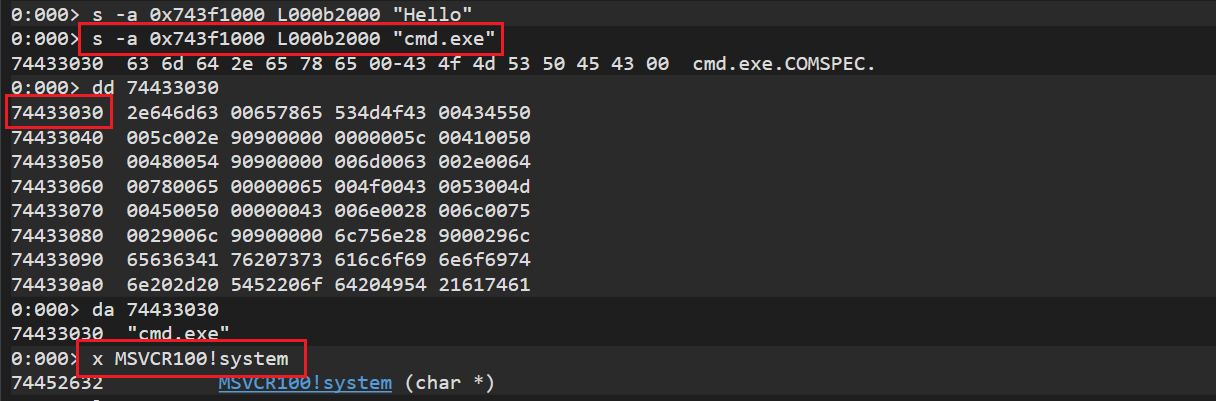 0:000> s -a 0x743f1000 L000b2000 "Hello"
0:000> s -a 0x743f1000 L000b2000 "cmd.exe"
74433030  63 6d 64 2e 65 78 65 00-43 4f 4d 53 50 45 43 00  cmd.exe.COMSPEC.
0:000> dd 74433030
74433030  2e646d63 00657865 534d4f43 00434550
74433040  005c002e 90900000 0000005c 00410050
74433050  00480054 90900000 006d0063 002e0064
74433060  00780065 00000065 004f0043 0053004d
74433070  00450050 00000043 006e0028 006c0075
74433080  0029006c 90900000 6c756e28 9000296c
74433090  65636341 76207373 616c6f69 6e6f6974
744330a0  6e202d20 5452206f 64204954 21617461
0:000> da 74433030
74433030  "cmd.exe"
0:000> x MSVCR100!system
74452632          MSVCR100!system (char *)